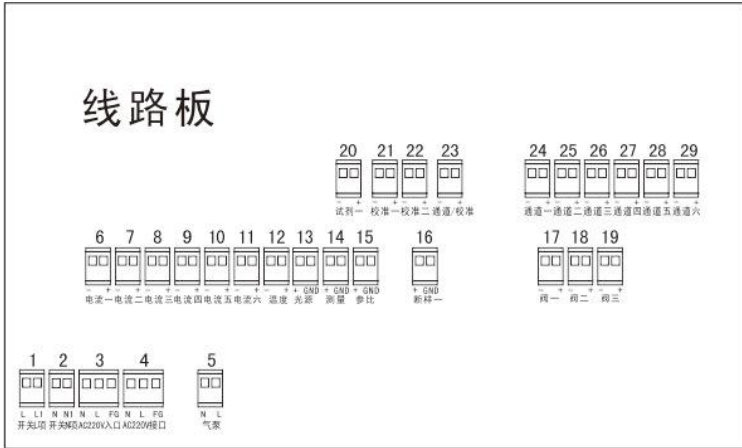 线路板
20 21 22 23 24 25 26 27 28 29
- + - + - + - + - + - + - + - + - + - +
试剂一 校准一 校准二 通道/校准 通道一 通道二 通道三 通道四 通道五 通道六
6 7 8 9 10 11 12 13 14 15 16 17 18 19
- + - + - + - + - + - + - + + GND + GND + GND + GND - + - + - +
电流一 电流二 电流三 电流四 电流五 电流六 温度 光源 测量 参比 断样一 阀一 阀二 阀三
1 2 3 4 5
L L1 N N1 N L FG N L FG N L
开关L项 开关N项 AC220V入口 AC220V接口 气泵